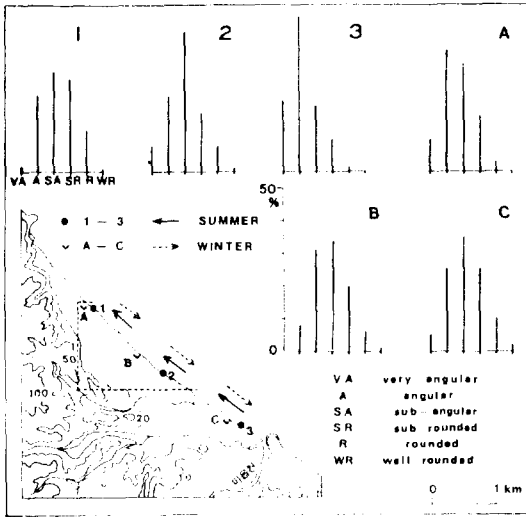 1 2 3 A
VA A SA SR R WR
50
%
B C
0
1 – 3 SUMMER
A – C WINTER
1
A
B
2
50
100
20
C
3
VA very angular
A angular
SA sub-angular
SR sub rounded
R rounded
WR well rounded
0 1 km